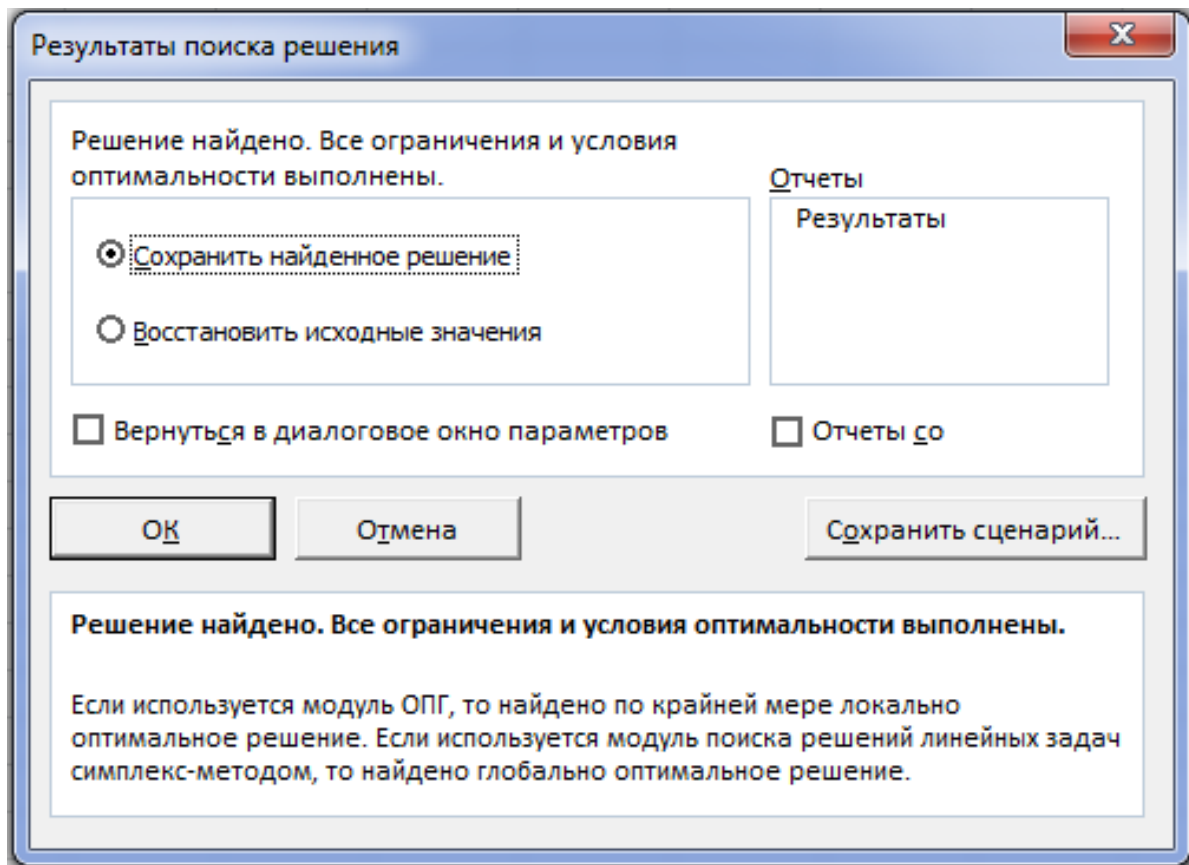 Результаты поиска решения
Решение найдено. Все ограничения и условия
оптимальности выполнены.
Отчеты
Результаты
Сохранить найденное решение
Восстановить исходные значения
Вернуться в диалоговое окно параметров
Отчеты со
ОК
Отмена
Сохранить сценарий...
Решение найдено. Все ограничения и условия оптимальности выполнены.
Если используется модуль ОПГ, то найдено по крайней мере локально
оптимальное решение. Если используется модуль поиска решений линейных задач
симплекс-методом, то найдено глобально оптимальное решение.